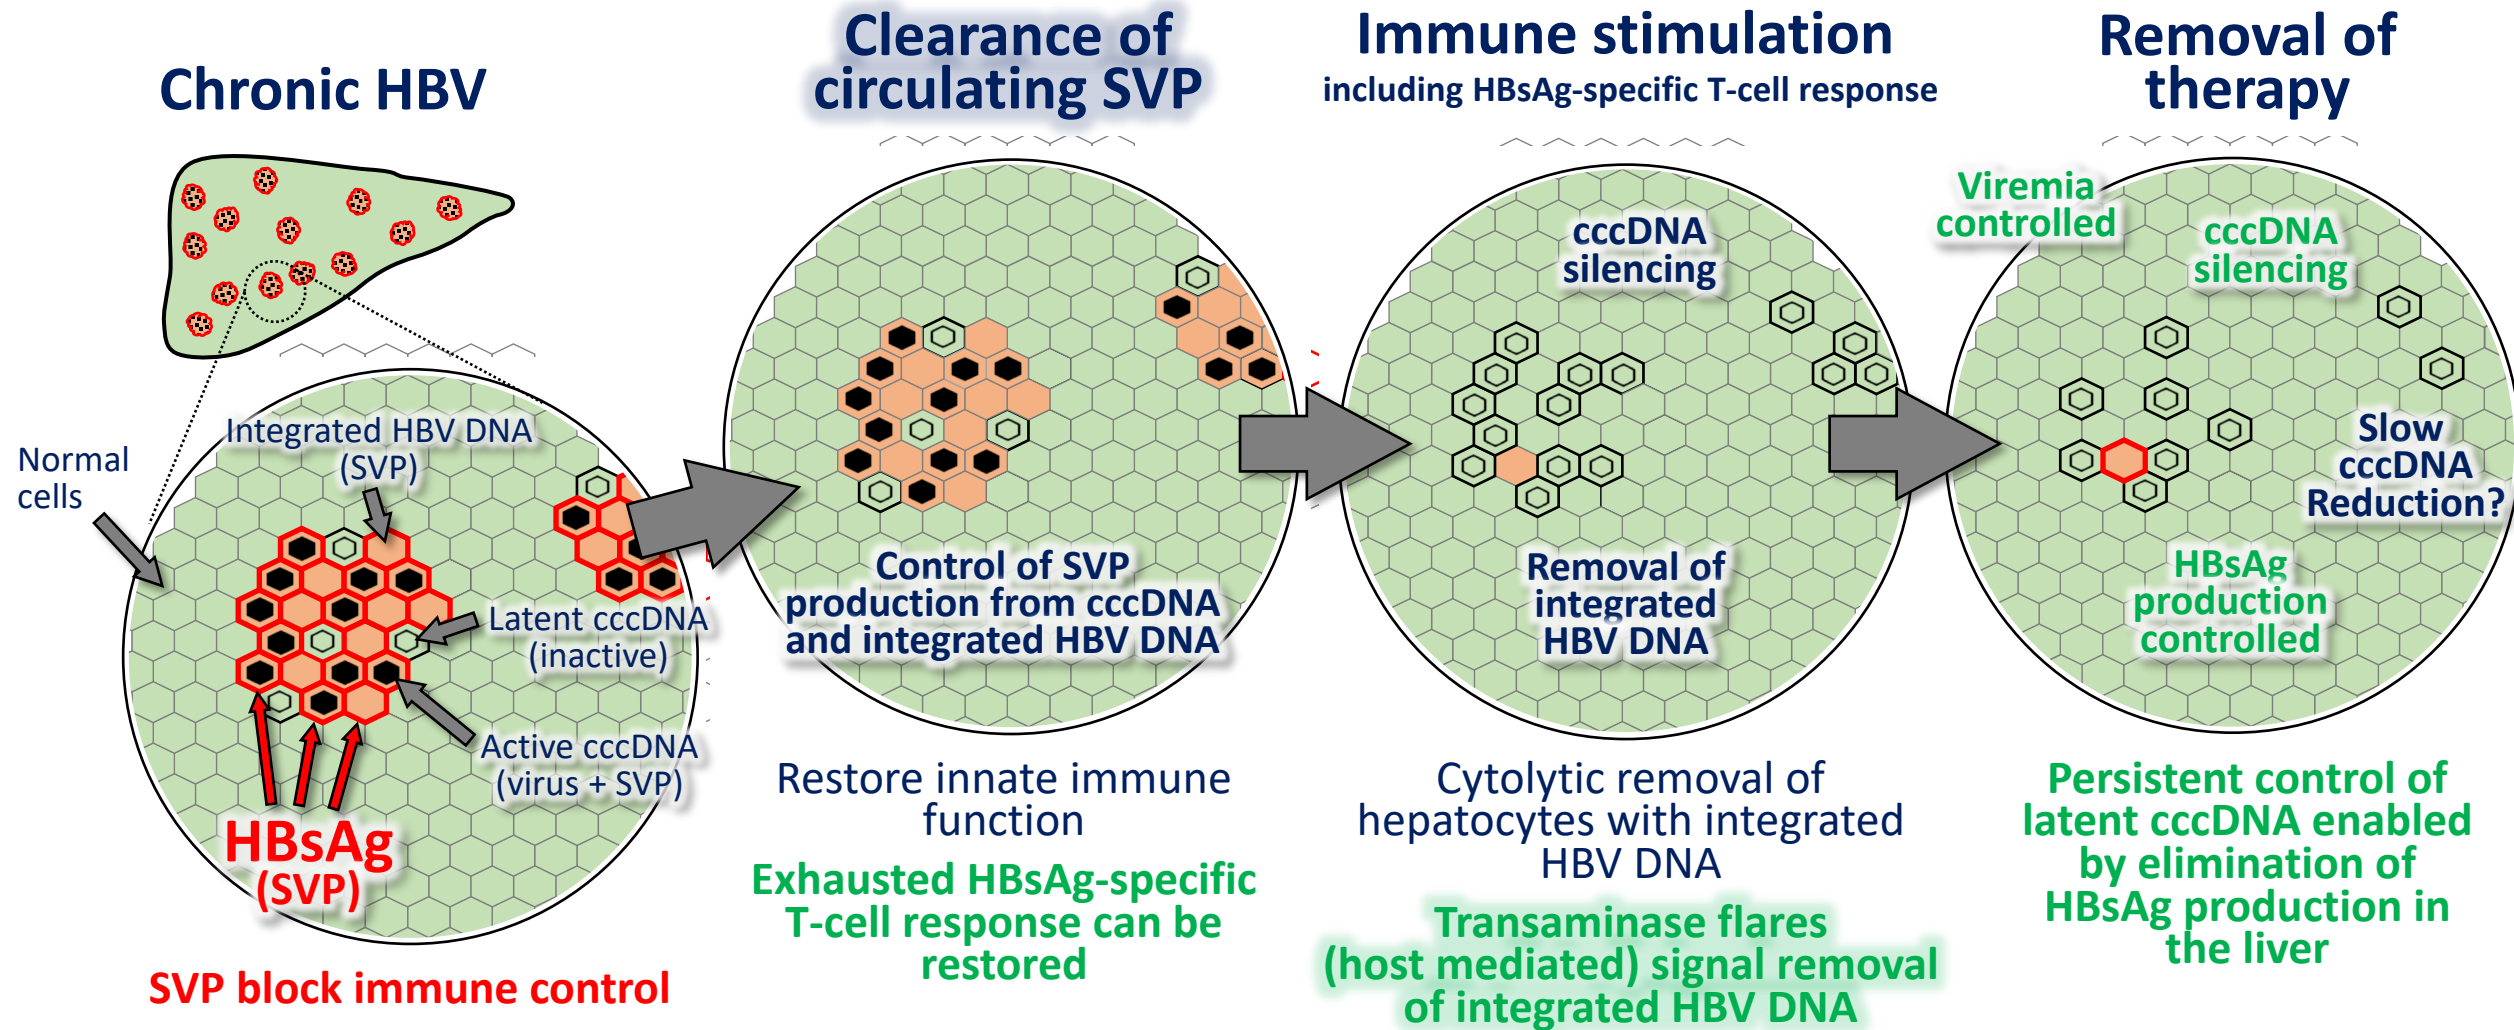 Chronic HBV
Normal
cells
Integrated HBV DNA
(SVP)
Latent cccDNA
(inactive)
Active cccDNA
(virus + SVP)
HBsAg
(SVP)
SVP block immune control
Clearance of
circulating SVP
Control of SVP
production from cccDNA
and integrated HBV DNA
Restore innate immune
function
Exhausted HBsAg-specific
T-cell response can be
restored
Immune stimulation
including HBsAg-specific T-cell response
cccDNA
silencing
Removal of
integrated
HBV DNA
Cytolytic removal of
hepatocytes with integrated
HBV DNA
Transaminase flares
(host mediated) signal removal
of integrated HBV DNA
Removal of
therapy
Viremia
controlled
cccDNA
silencing
Slow
cccDNA
Reduction?
HBsAg
production
controlled
Persistent control of
latent cccDNA enabled
by elimination of
HBsAg production in
the liver